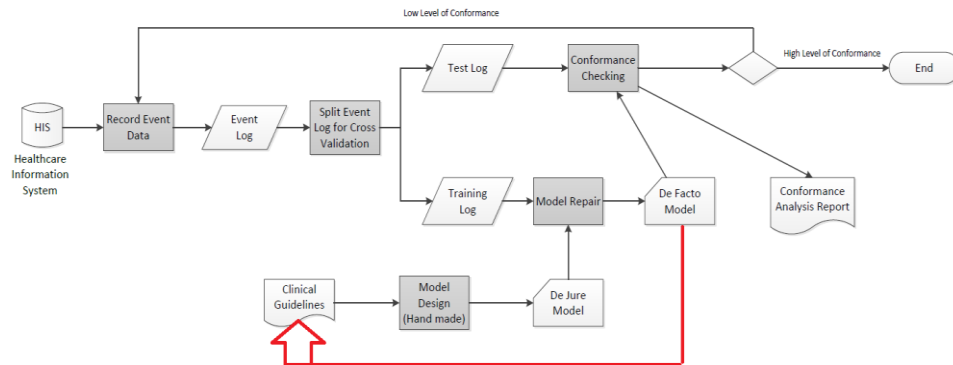 Low Level of Conformance
Test Log
Conformance
Checking
High Level of Conformance
End
HIS
Healthcare
Information
System
Record Event
Data
Event
Log
Split Event
Log for Cross
Validation
Training
Log
Model Repair
De Facto
Model
Conformance
Analysis Report
Clinical
Guidelines
Model
Design
(Hand made)
De Jure
Model